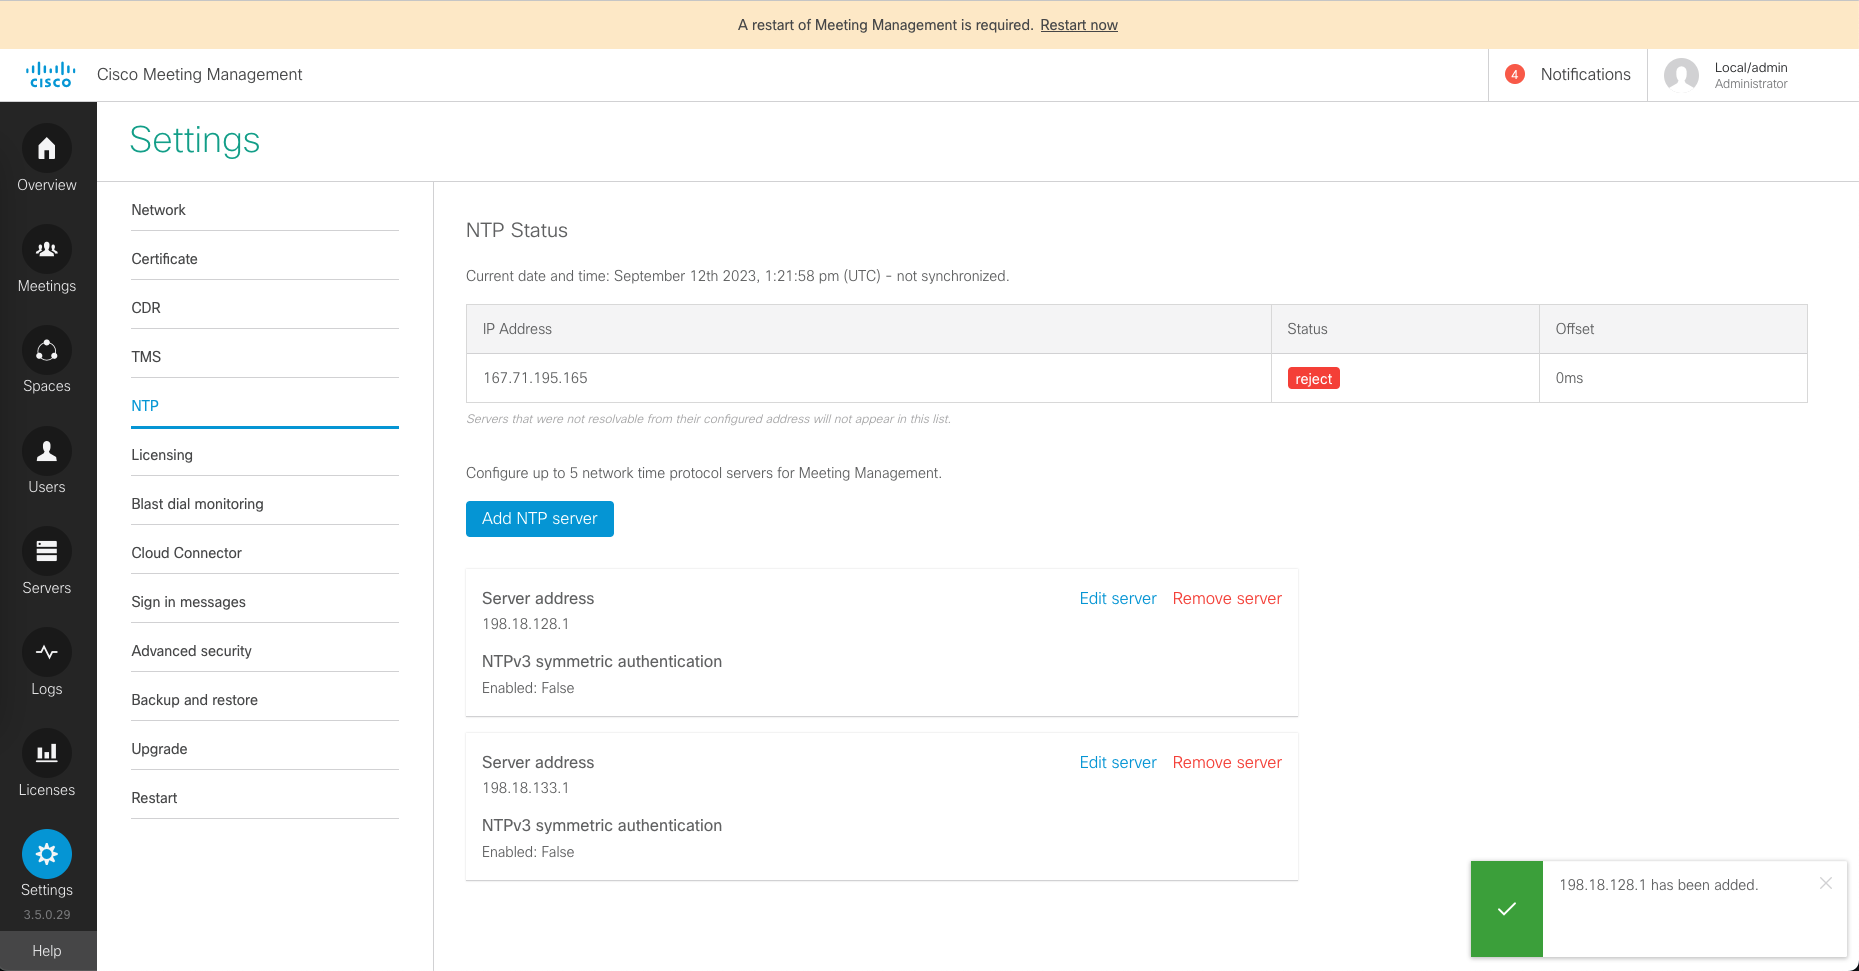 A restart of Meeting Management is required. Restart now
CISCO
Cisco Meeting Management
4 Notifications
Local/admin
Administrator
Settings
Overview
Meetings
Spaces
Users
Servers
Logs
Licenses
Settings
3.5.0.29
Help
Network
Certificate
CDR
TMS
NTP
Licensing
Blast dial monitoring
Cloud Connector
Sign in messages
Advanced security
Backup and restore
Upgrade
Restart
NTP Status
Current date and time: September 12th 2023, 1:21:58 pm (UTC) - not synchronized.
IP Address Status Offset
167.71.195.165 reject 0ms
Servers that were not resolvable from their configured address will not appear in this list.
Configure up to 5 network time protocol servers for Meeting Management.
Add NTP server
Server address Edit server Remove server
198.18.128.1
NTPv3 symmetric authentication
Enabled: False
Server address Edit server Remove server
198.18.133.1
NTPv3 symmetric authentication
Enabled: False
198.18.128.1 has been added.